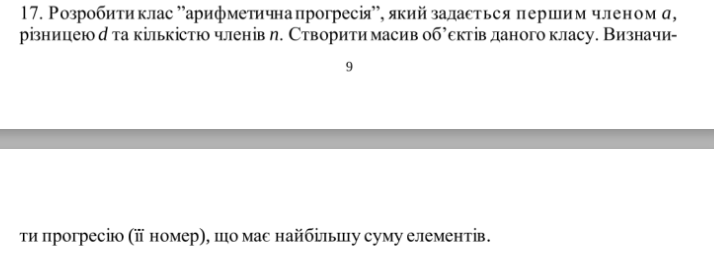 17. Розробити клас ”арифметична прогресія”, який задається першим членом a,
різницею d та кількістю членів n. Створити масив об’єктів даного класу. Визначи-
9
ти прогресію (її номер), що має найбільшу суму елементів.